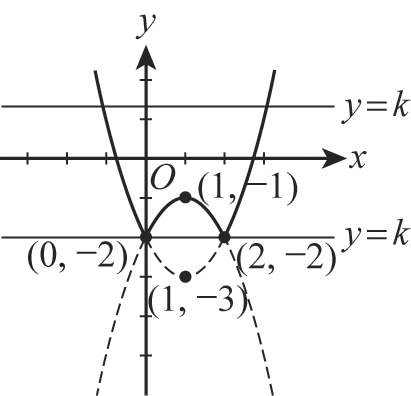 y
y = k
x
O
(1, −1)
y = k
(0, −2)
(2, −2)
(1, −3)